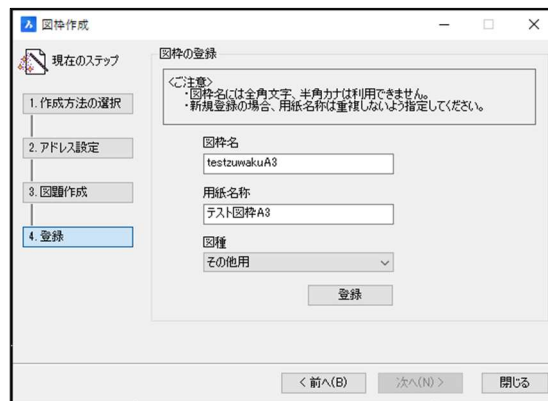 図枠作成
現在のステップ
1. 作成方法の選択
2. アドレス設定
3. 図題作成
4. 登録
図枠の登録
<ご注意>
・図枠名には全角文字、半角カナは利用できません。
・新規登録の場合、用紙名称は重複しないよう指定してください。
図枠名
testzuwakuA3
用紙名称
テスト図枠A3
図種
その他用
登録
< 前へ(B)
次へ(N) >
閉じる